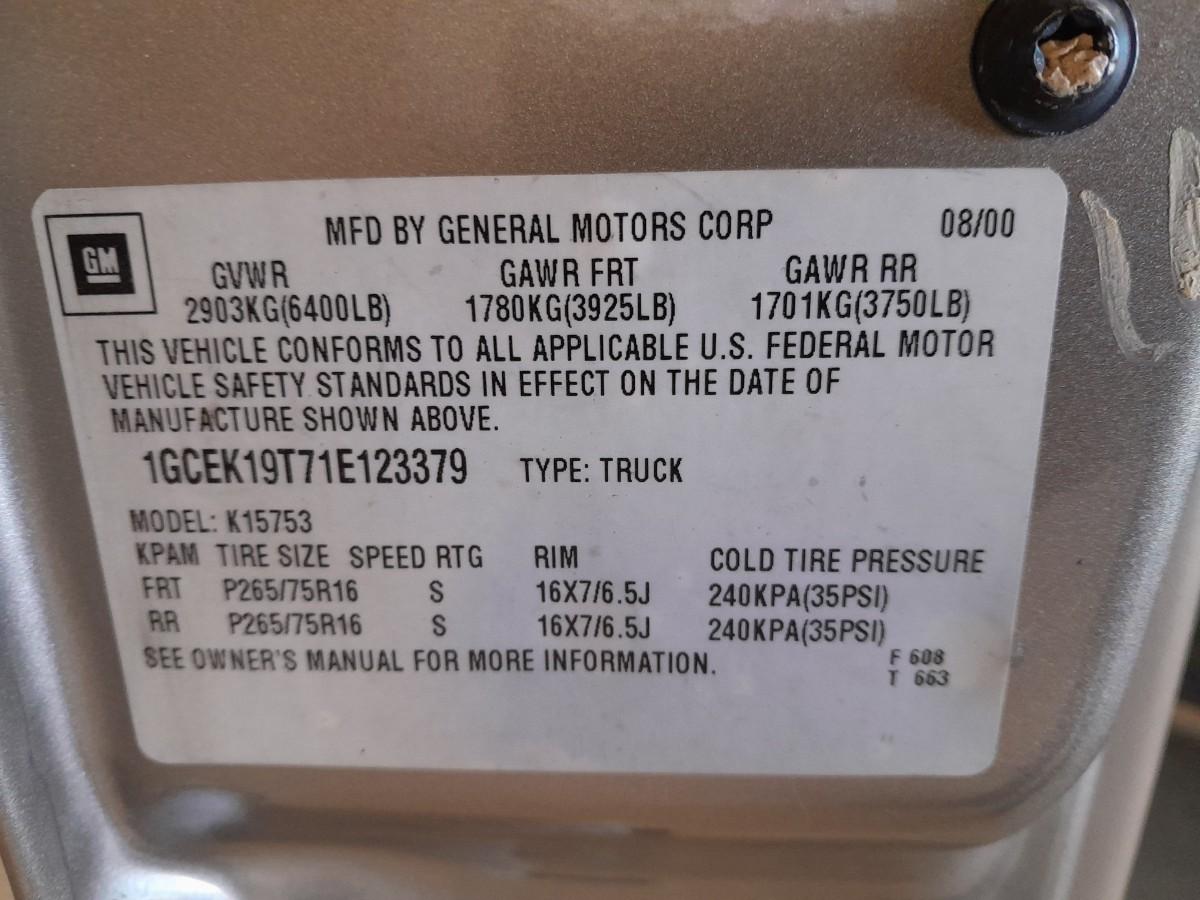 GM
MFD BY GENERAL MOTORS CORP 08/00
GVWR GAWR FRT GAWR RR
2903KG(6400LB) 1780KG(3925LB) 1701KG(3750LB)
THIS VEHICLE CONFORMS TO ALL APPLICABLE U.S. FEDERAL MOTOR
VEHICLE SAFETY STANDARDS IN EFFECT ON THE DATE OF
MANUFACTURE SHOWN ABOVE.
1GCEK19T71E123379 TYPE: TRUCK
MODEL: K15753
KPAM TIRE SIZE SPEED RTG RIM COLD TIRE PRESSURE
FRT P265/75R16 S 16X7/6.5J 240KPA(35PSI)
RR P265/75R16 S 16X7/6.5J 240KPA(35PSI)
SEE OWNER'S MANUAL FOR MORE INFORMATION. F 608
T 663